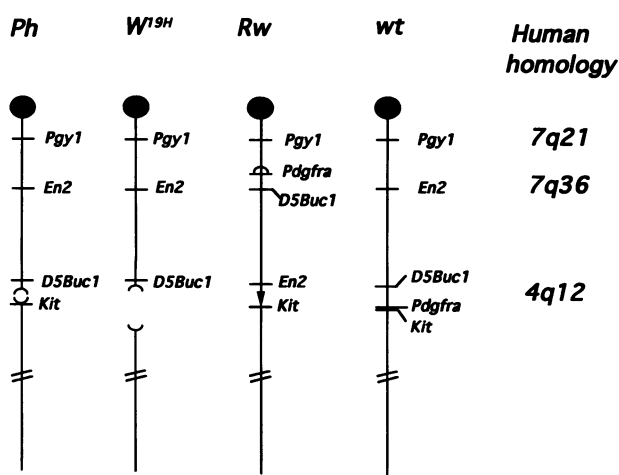 Ph W19H Rw wt Human
homology
Pgy1 Pgy1 Pgy1 Pgy1 7q21
Pdgfra
En2 En2 D5Buc1 En2 7q36
D5Buc1 D5Buc1 En2 D5Buc1 4q12
Kit Kit Pdgfra
Kit